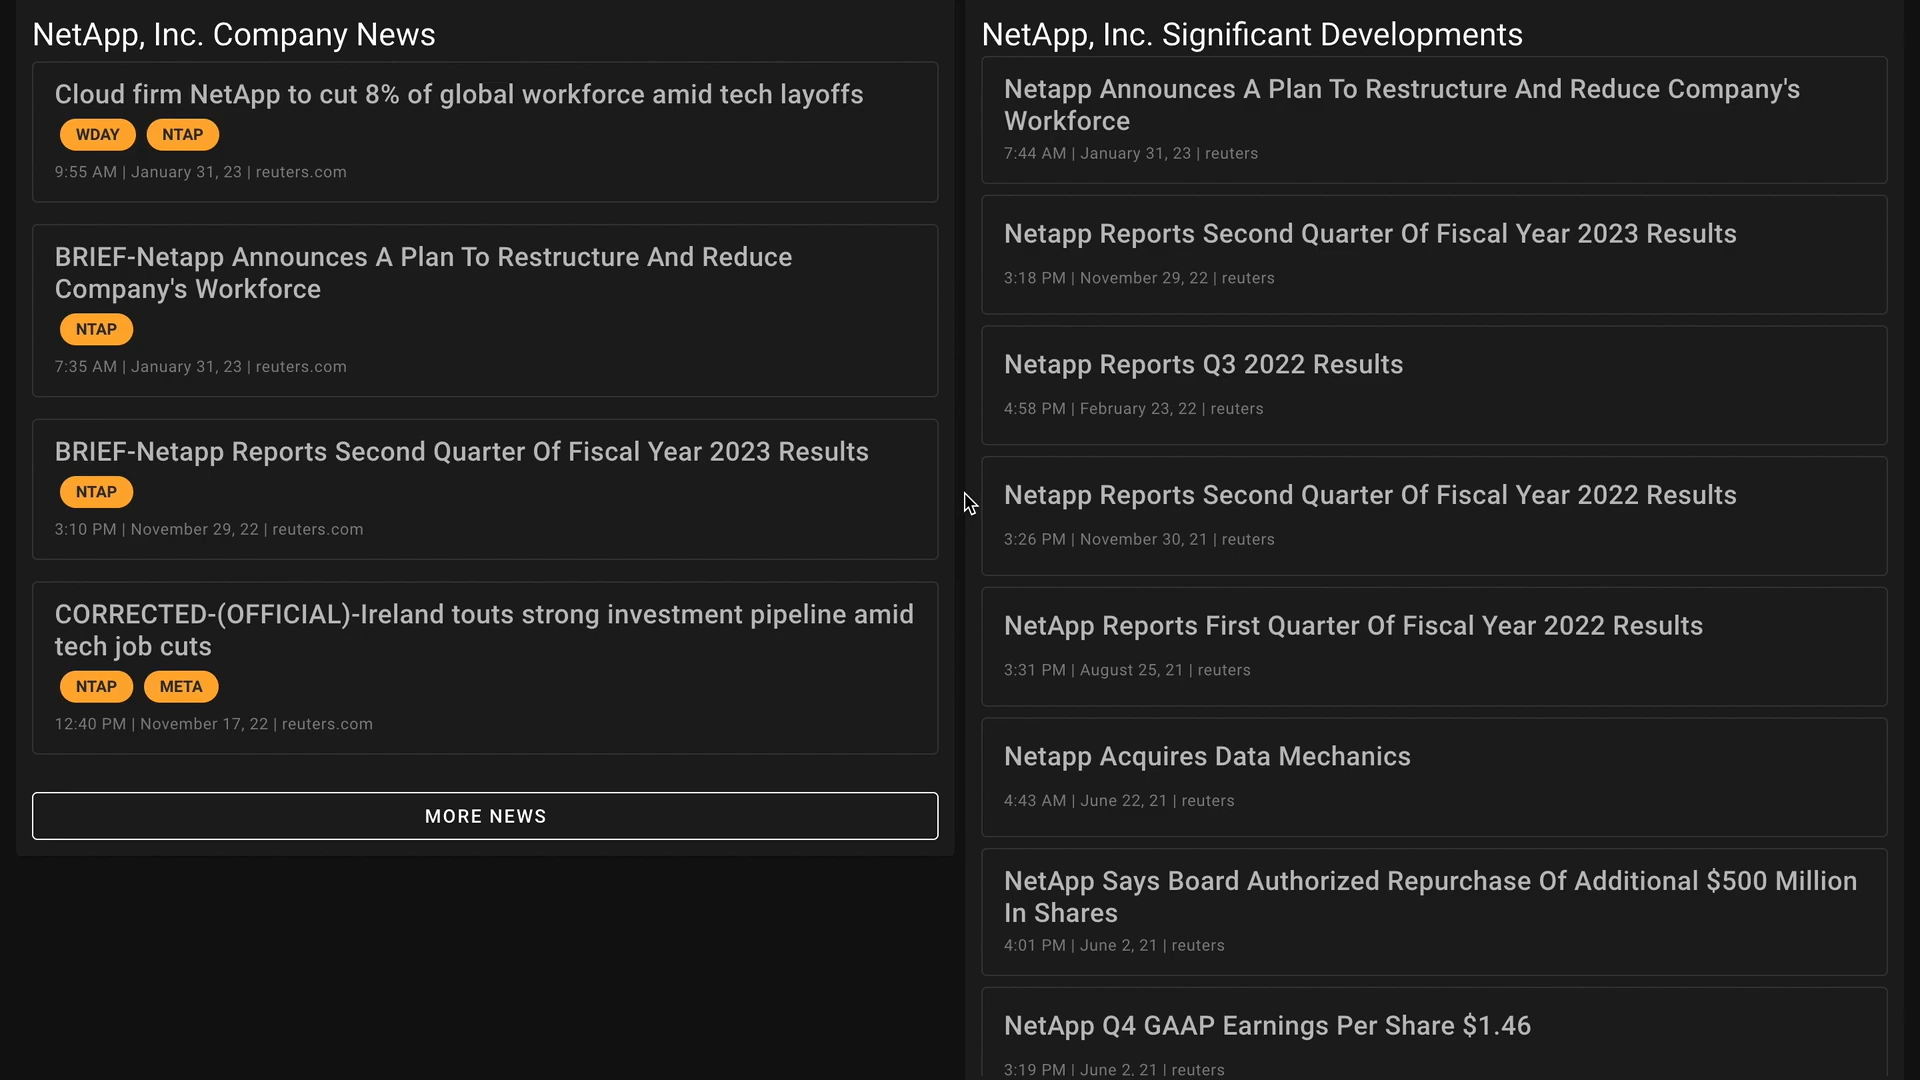 NetApp, Inc. Company News
Cloud firm NetApp to cut 8% of global workforce amid tech layoffs
WDAY NTAP
9:55 AM | January 31, 23 | reuters.com
BRIEF-Netapp Announces A Plan To Restructure And Reduce
Company's Workforce
NTAP
7:35 AM | January 31, 23 | reuters.com
BRIEF-Netapp Reports Second Quarter Of Fiscal Year 2023 Results
NTAP
3:10 PM | November 29, 22 | reuters.com
CORRECTED-(OFFICIAL)-Ireland touts strong investment pipeline amid
tech job cuts
NTAP META
12:40 PM | November 17, 22 | reuters.com
MORE NEWS
NetApp, Inc. Significant Developments
Netapp Announces A Plan To Restructure And Reduce Company's
Workforce
7:44 AM | January 31, 23 | reuters
Netapp Reports Second Quarter Of Fiscal Year 2023 Results
3:18 PM | November 29, 22 | reuters
Netapp Reports Q3 2022 Results
4:58 PM | February 23, 22 | reuters
Netapp Reports Second Quarter Of Fiscal Year 2022 Results
3:26 PM | November 30, 21 | reuters
NetApp Reports First Quarter Of Fiscal Year 2022 Results
3:31 PM | August 25, 21 | reuters
Netapp Acquires Data Mechanics
4:43 AM | June 22, 21 | reuters
NetApp Says Board Authorized Repurchase Of Additional $500 Million
In Shares
4:01 PM | June 2, 21 | reuters
NetApp Q4 GAAP Earnings Per Share $1.46
3:19 PM | June 2, 21 | reuters